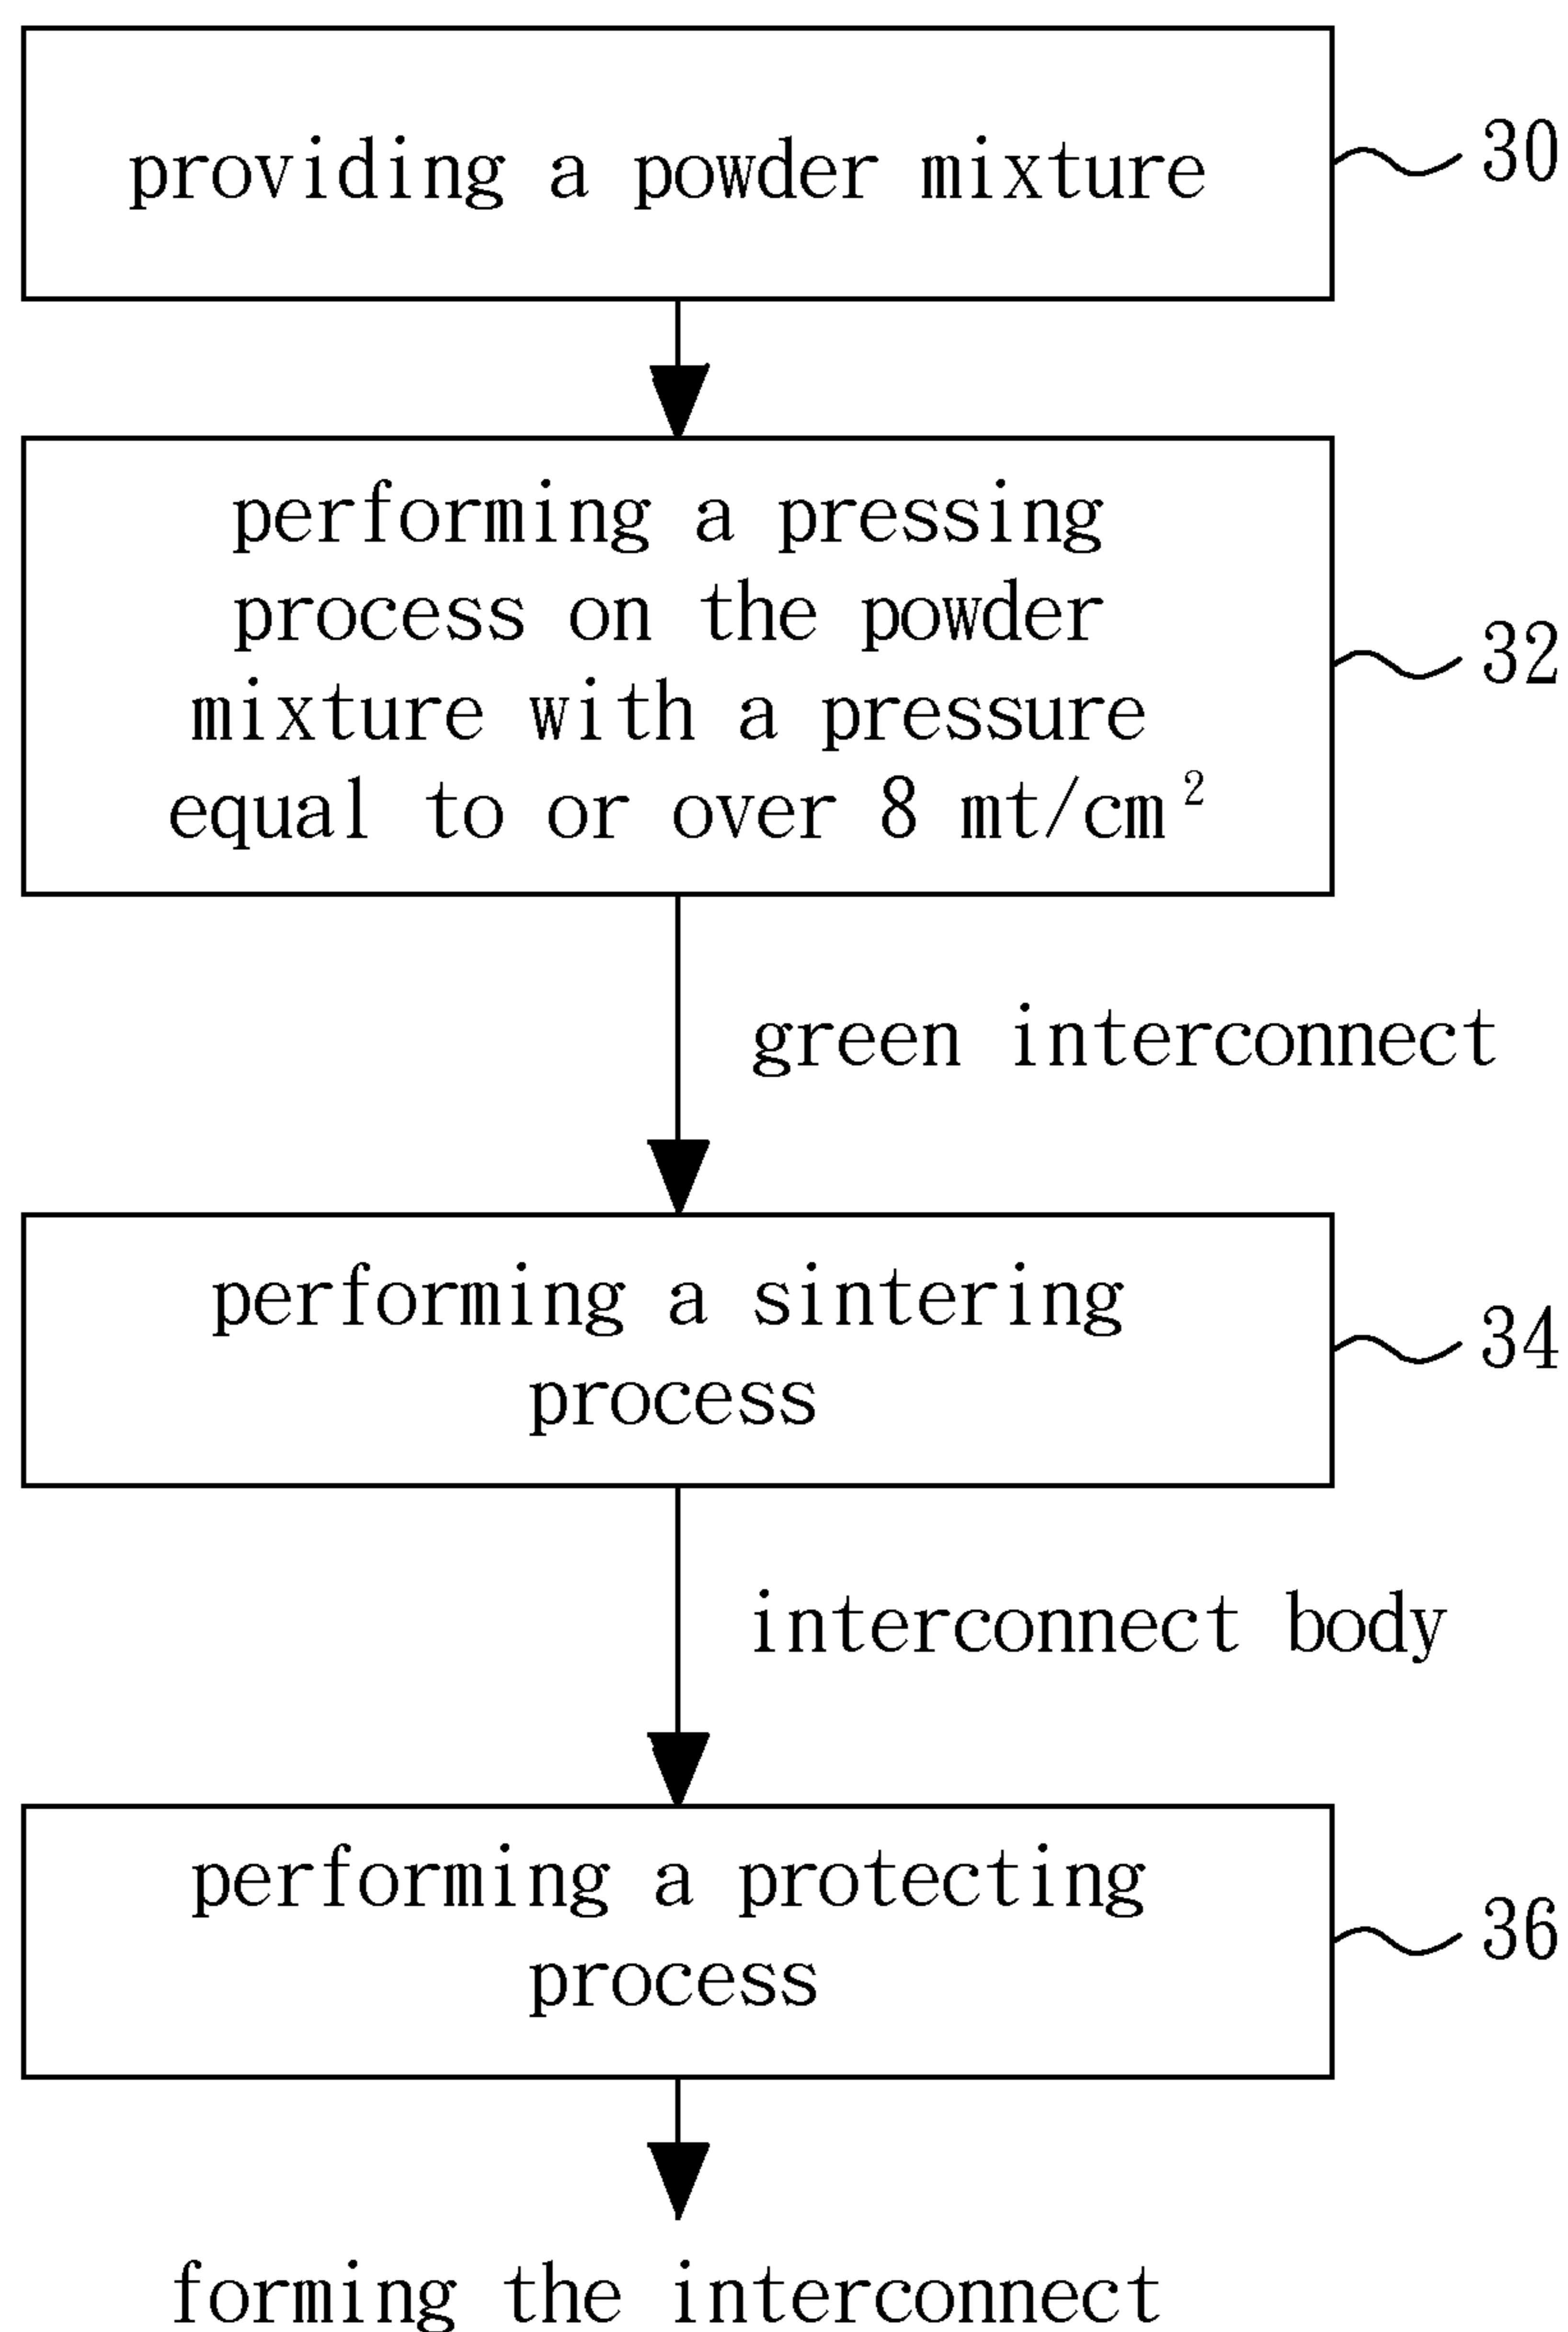 providing a powder mixture
30
performing a pressing
process on the powder
mixture with a pressure
equal to or over 8 mt/cm²
32
green interconnect
performing a sintering
process
34
interconnect body
performing a protecting
process
36
forming the interconnect